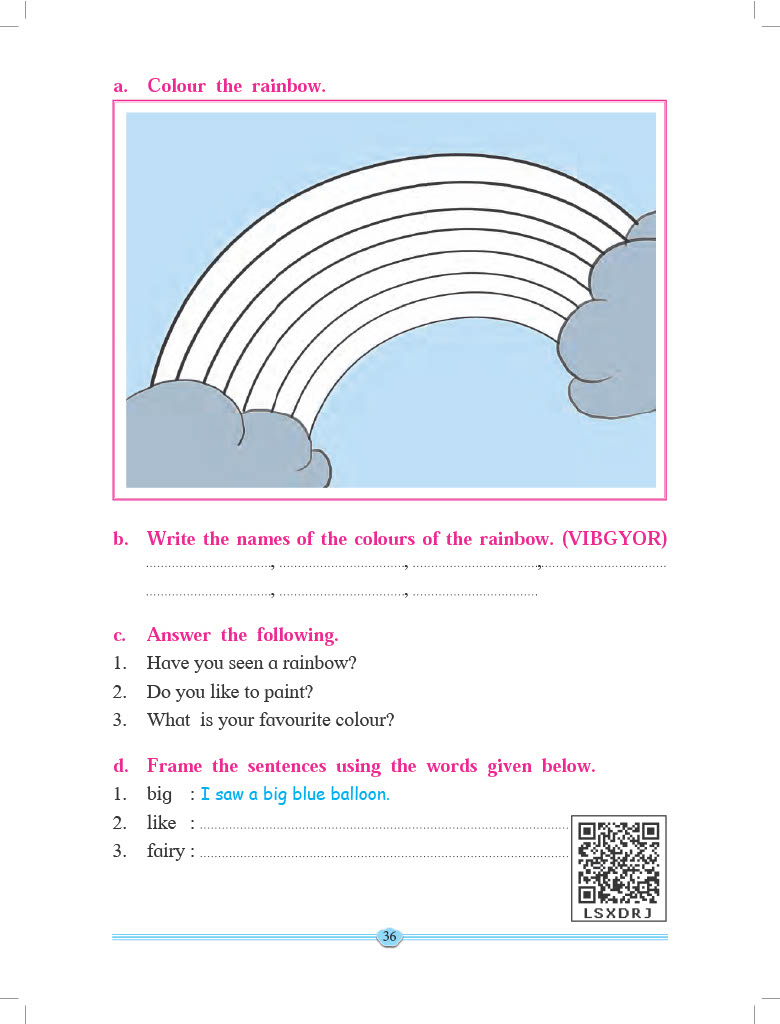 a. Colour the rainbow.
b. Write the names of the colours of the rainbow. (VIBGYOR)
........................, ........................, ........................, ........................
........................, ........................, ........................
c. Answer the following.
1. Have you seen a rainbow?
2. Do you like to paint?
3. What is your favourite colour?
d. Frame the sentences using the words given below.
1. big : I saw a big blue balloon.
2. like : ........................
3. fairy : ........................
LSXDRJ
36